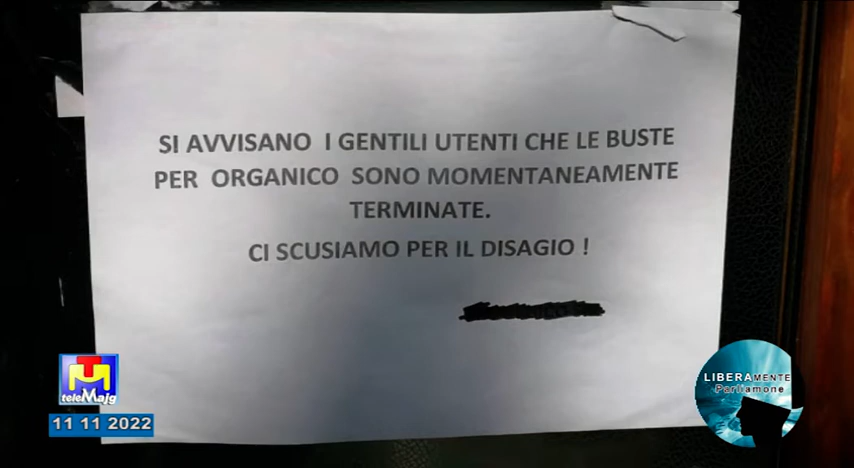 SI AVVISANO I GENTILI UTENTI CHE LE BUSTE
PER ORGANICO SONO MOMENTANEAMENTE
TERMINATE.
CI SCUSIAMO PER IL DISAGIO !
teleMajg
11 11 2022
LIBERAMENTE
Parliamone